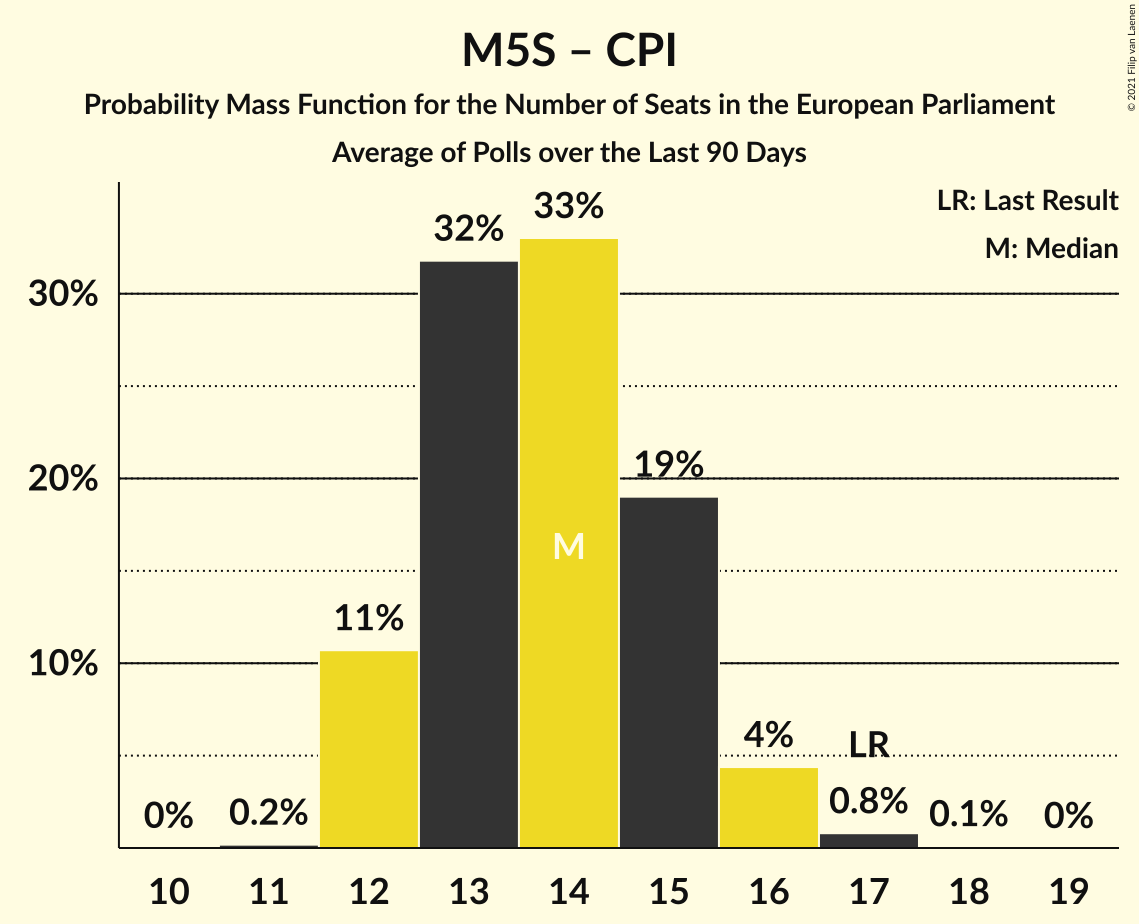 M5S – CPI
Probability Mass Function for the Number of Seats in the European Parliament
Average of Polls over the Last 90 Days
© 2021 Filip van Laenen
LR: Last Result
M: Median
30%
20%
10%
0%
0.2%
11%
32%
33%
M
19%
4%
LR
0.8%
0.1%
0%
10 11 12 13 14 15 16 17 18 19